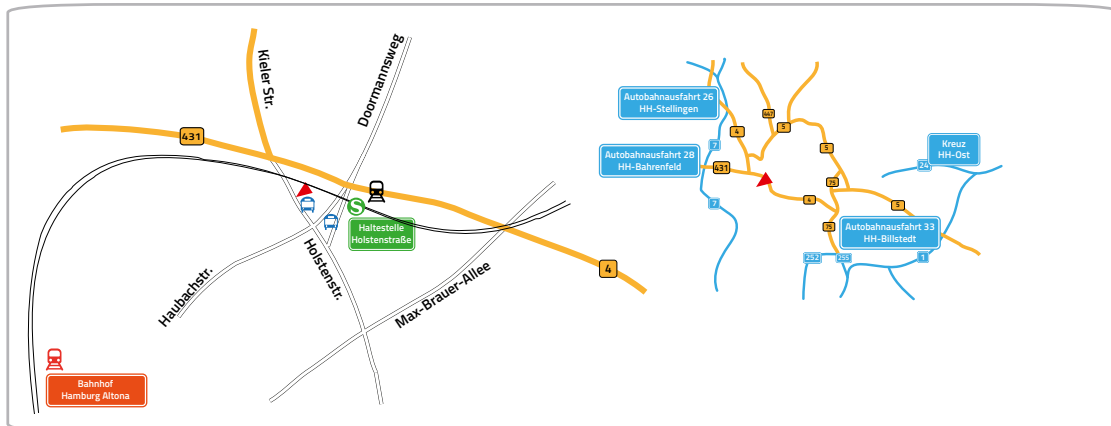 Kieler Str.
Doormannsweg
431
S
Haltestelle
Holstenstraße
Holstenstr.
Haubachstr.
Max-Brauer-Allee
4
Bahnhof
Hamburg Altona
Autobahnausfahrt 26
HH-Stellingen
447
4
5
7
Autobahnausfahrt 28
HH-Bahrenfeld
431
5
Kreuz
HH-Ost
24
75
7
4
5
75
Autobahnausfahrt 33
HH-Billstedt
252
255
1